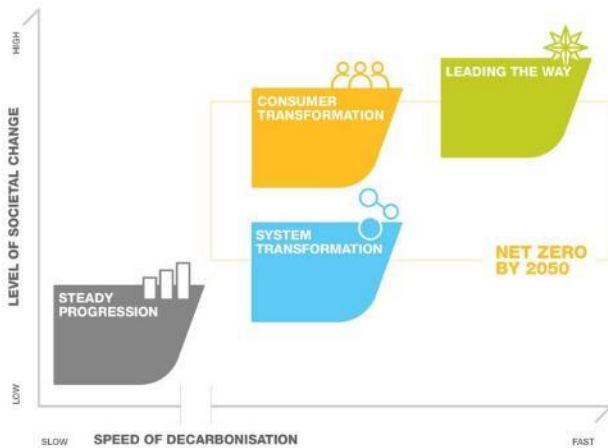 HIGH
LEVEL OF SOCIETAL CHANGE
LOW
LEADING THE WAY
CONSUMER
TRANSFORMATION
SYSTEM
TRANSFORMATION
NET ZERO
BY 2050
STEADY
PROGRESSION
SLOW
SPEED OF DECARBONISATION
FAST